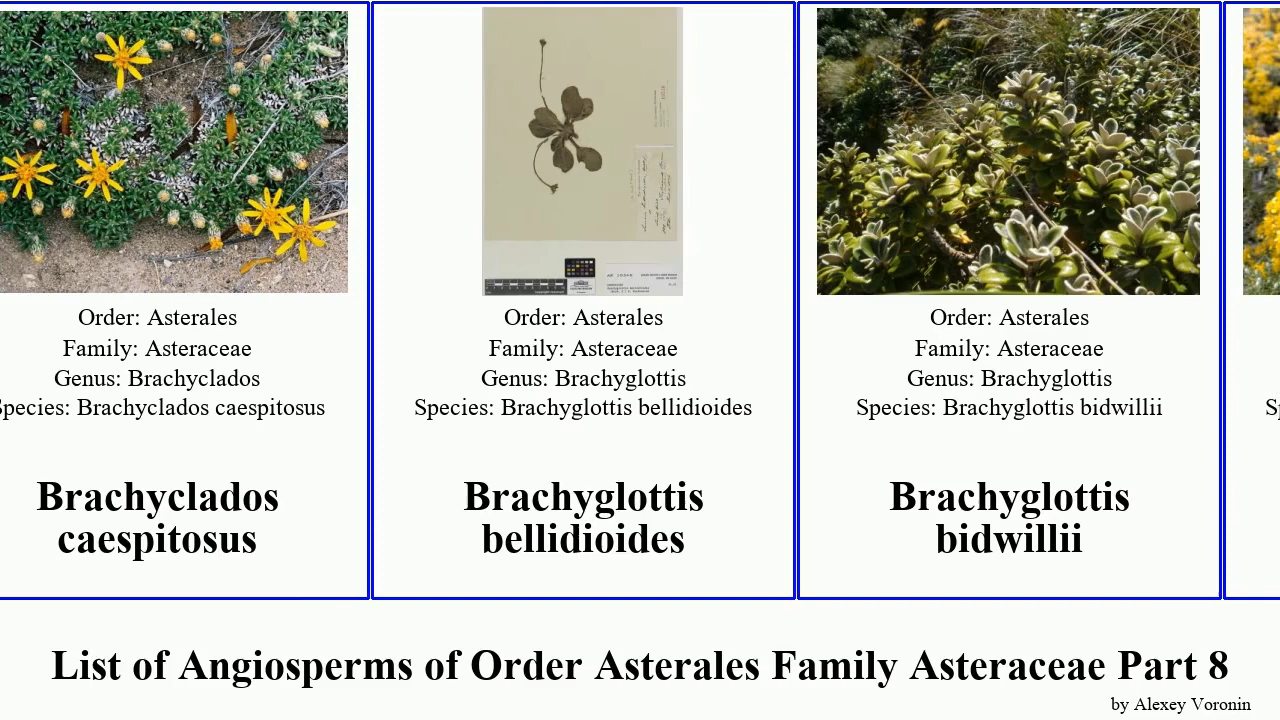 Order: Asterales
Family: Asteraceae
Genus: Brachyclados
Species: Brachyclados caespitosus
Brachyclados
caespitosus
Order: Asterales
Family: Asteraceae
Genus: Brachyglottis
Species: Brachyglottis bellidioides
Brachyglottis
bellidioides
Order: Asterales
Family: Asteraceae
Genus: Brachyglottis
Species: Brachyglottis bidwillii
Brachyglottis
bidwillii
List of Angiosperms of Order Asterales Family Asteraceae Part 8
by Alexey Voronin